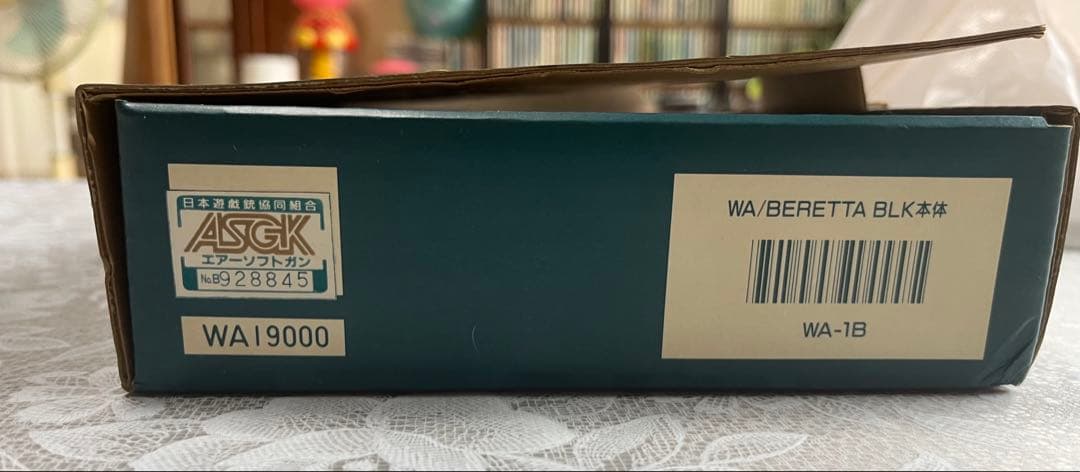 日本遊戯銃協同組合
ASGK
エアーソフトガン
No.B928845
WA19000
WA/BERETTA BLK本体
WA-1B